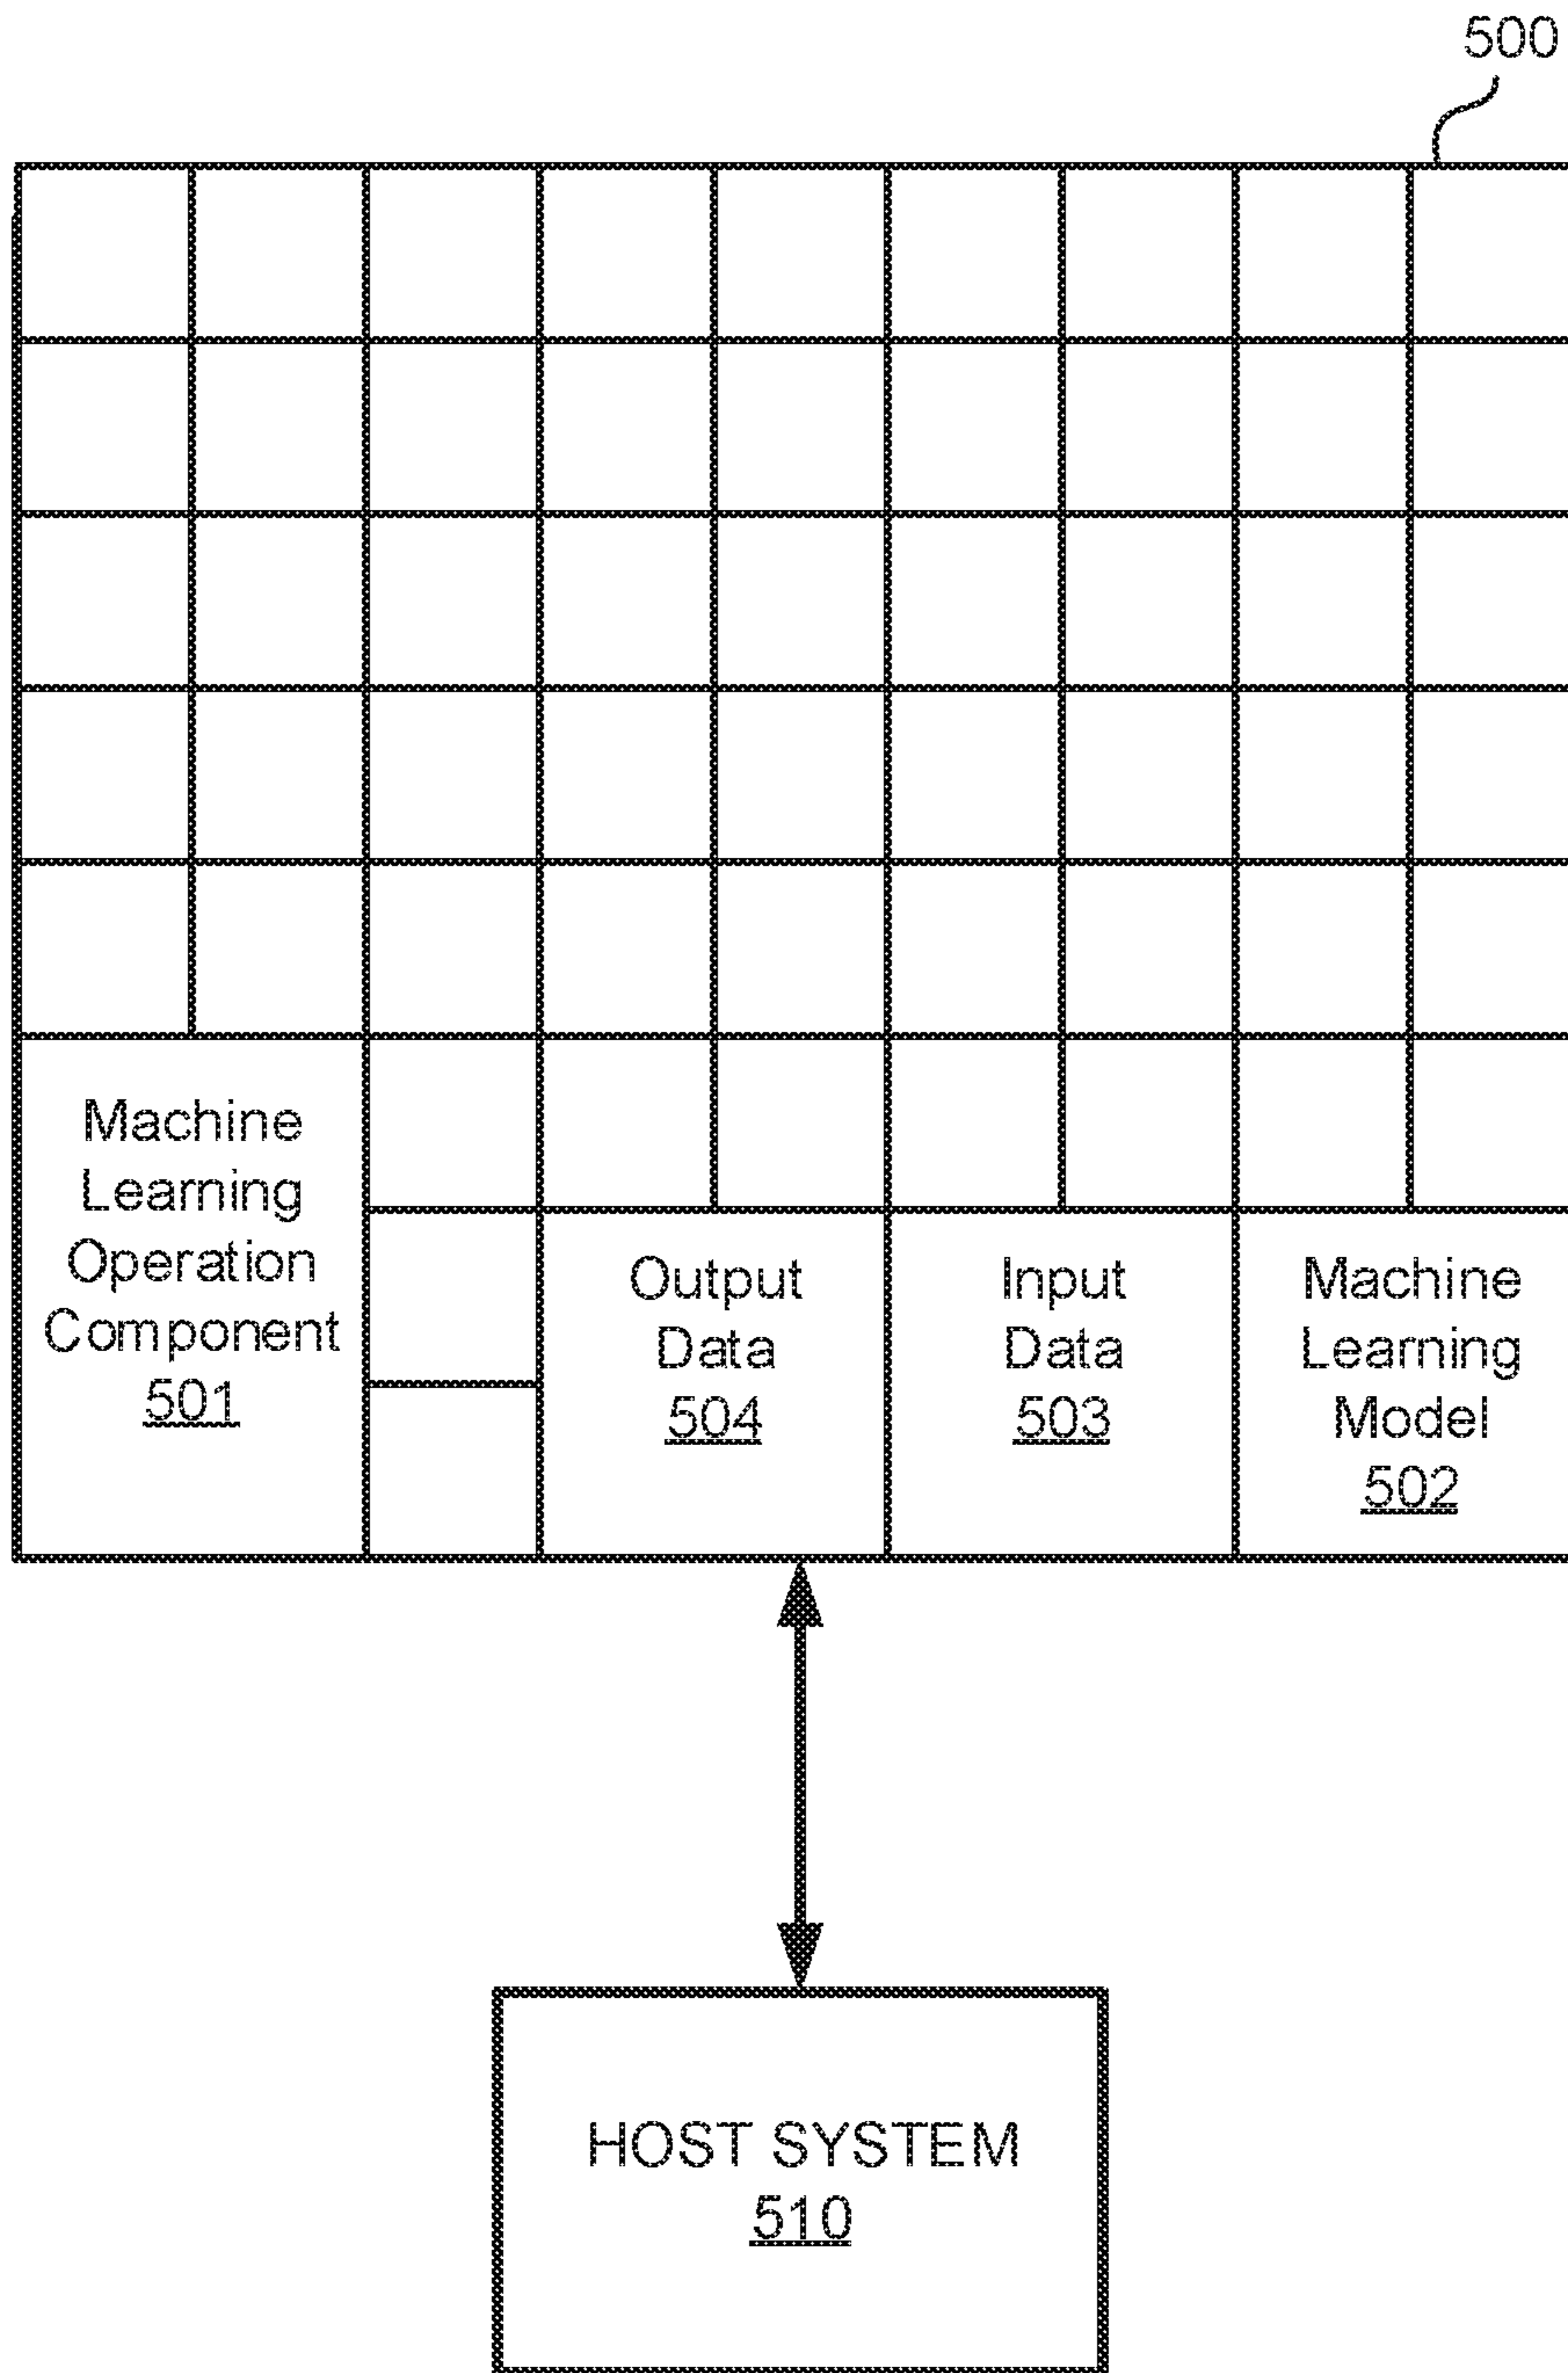 500
Machine
Learning
Operation
Component
501
Output
Data
504
Input
Data
503
Machine
Learning
Model
502
HOST SYSTEM
510